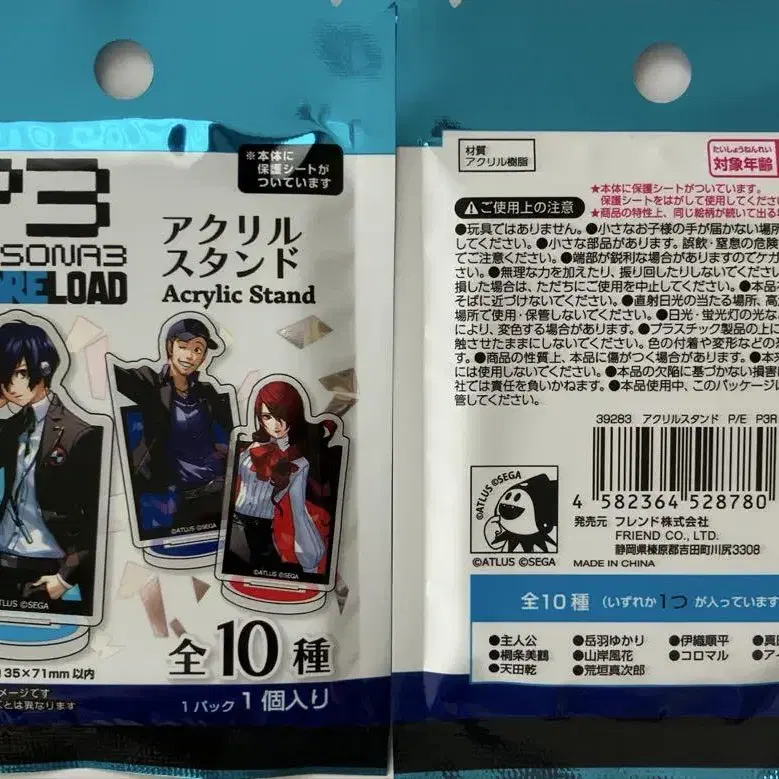 ※本体に
保護シートが
ついています
P3
アクリル
スタンド
Acrylic Stand
RELOAD
©ATLUS ©SEGA
©ATLUS ©SEGA
ATLUS ©SEGA
全10種
135×71mm 以内
1パック 1個入り
メージです
とは異なります
材質
アクリル樹脂
たいしょうねんれい
対象年齢
★本体に保護シートがついています。
保護シートをはがして使用してくださ
★商品の特性上、同じ絵柄が続いて出る
ご使用上の注意
●玩具ではありません。●小さなお子様の手が届かない場所
してください。●小さな部品があります。誤飲・窒息の危険
でご注意ください。●端部が鋭利な場合がありますのでケガ
さい。●無理な力を加えたり、振り回したりしないでください
損した場合は、ただちにご使用を中止してください。●本品
そばに近づけないでください。●直射日光の当たる場所、高
場所で使用・保管しないでください。●日光・蛍光灯の光な
により、変色する場合があります。●プラスチック製品の上に
触させたままにしないでください。色の付着や変形などの
す。●商品の性質上、本品に傷がつく場合があります。●本
には使用しないでください。●本品の欠陥に基づかない損害
社では責任を負いかねます。●本品使用中、このパッケージ
管してください。
39283 アクリルスタンド P/E P3R
4 582364 528780
©ATLUS ©SEGA
©ATLUS ©SEGA
発売元 フレンド株式会社
FRIEND CO., LTD.
静岡県榛原郡吉田町川尻3308
MADE IN CHINA
全10種 (いずれか1つが入っています
●主人公 ●岳羽ゆかり ●伊織順平 ●真
●桐条美鶴 ●山岸風花 ●コロマル ●アー
●天田乾 ●荒垣真次郎